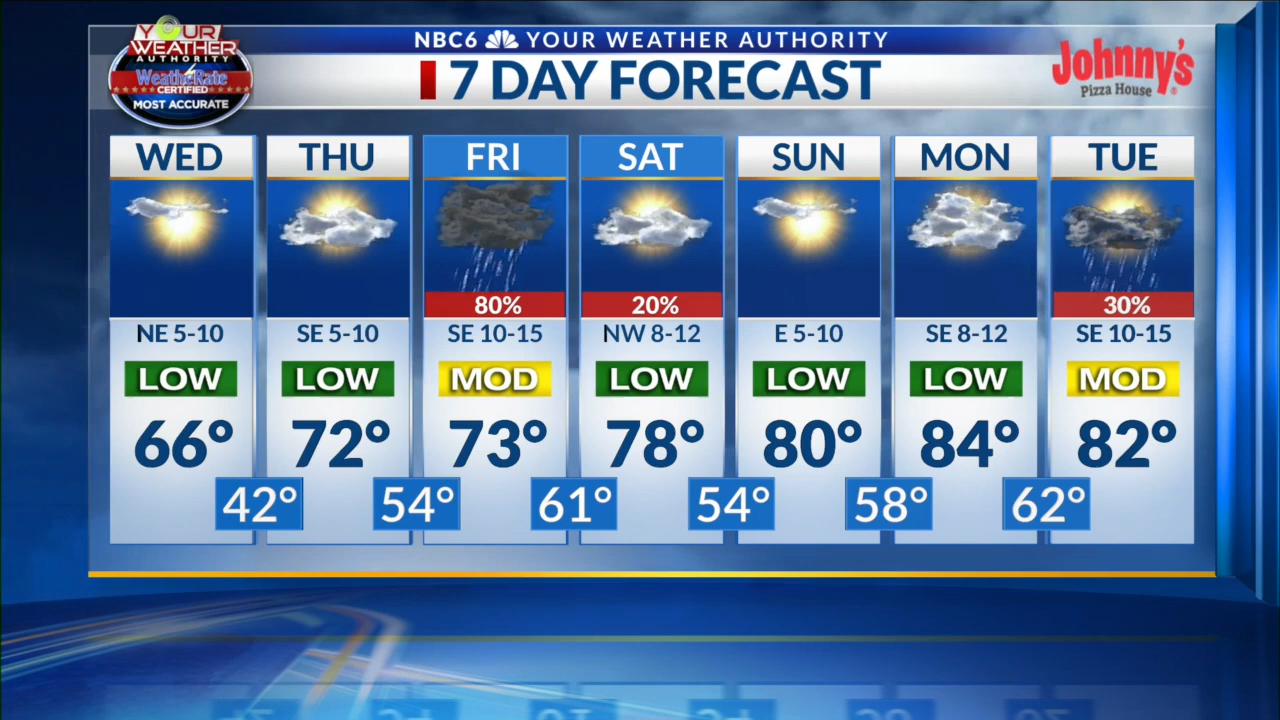 YOUR
WEATHER
AUTHORITY
WeatheRate
CERTIFIED
MOST ACCURATE
NBC6 YOUR WEATHER AUTHORITY
7 DAY FORECAST
Johnny's
Pizza House®
WED THU FRI SAT SUN MON TUE
80% 20% 30%
NE 5-10 SE 5-10 SE 10-15 NW 8-12 E 5-10 SE 8-12 SE 10-15
LOW LOW MOD LOW LOW LOW MOD
66° 72° 73° 78° 80° 84° 82°
42° 54° 61° 54° 58° 62°